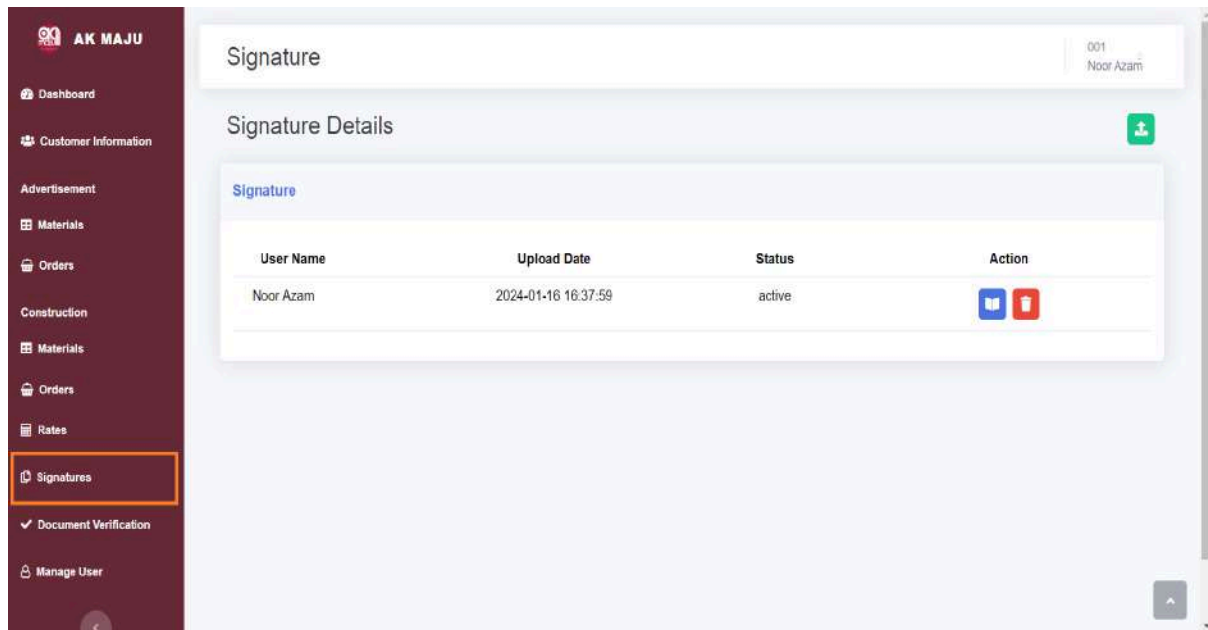 AK MAJU
Dashboard
Customer Information
Advertisement
Materials
Orders
Construction
Materials
Orders
Rates
Signatures
Document Verification
Manage User
Signature
001
Noor Azam
Signature Details
Signature
User Name Upload Date Status Action
Noor Azam 2024-01-16 16:37:59 active